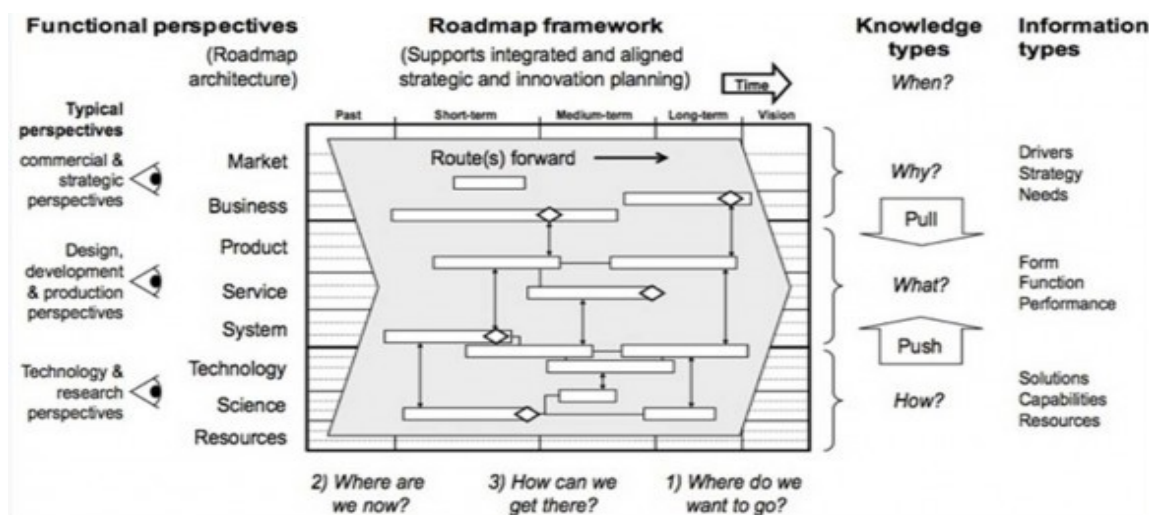 Functional perspectives
(Roadmap
architecture)
Roadmap framework
(Supports integrated and aligned
strategic and innovation planning)
Time
Knowledge
types
When?
Information
types
Typical
perspectives
Past
Short-term
Medium-term
Long-term
Vision
commercial &
strategic
perspectives
Market
Business
Route(s) forward
Why?
Drivers
Strategy
Needs
Pull
Design,
development
& production
perspectives
Product
Service
System
What?
Form
Function
Performance
Push
Technology &
research
perspectives
Technology
Science
Resources
How?
Solutions
Capabilities
Resources
2) Where are
we now?
3) How can we
get there?
1) Where do we
want to go?